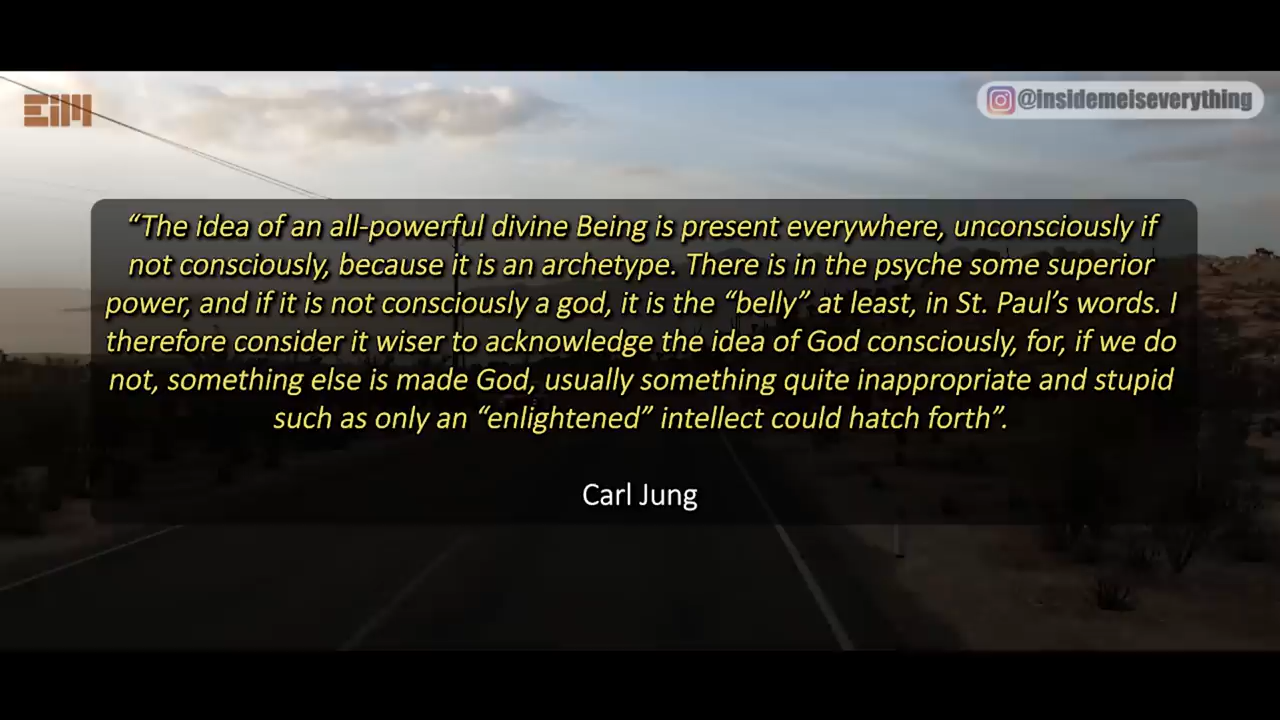 EiM
@insidemeiseverything
“The idea of an all-powerful divine Being is present everywhere, unconsciously if
not consciously, because it is an archetype. There is in the psyche some superior
power, and if it is not consciously a god, it is the “belly” at least, in St. Paul’s words. I
therefore consider it wiser to acknowledge the idea of God consciously, for, if we do
not, something else is made God, usually something quite inappropriate and stupid
such as only an “enlightened” intellect could hatch forth”.
Carl Jung